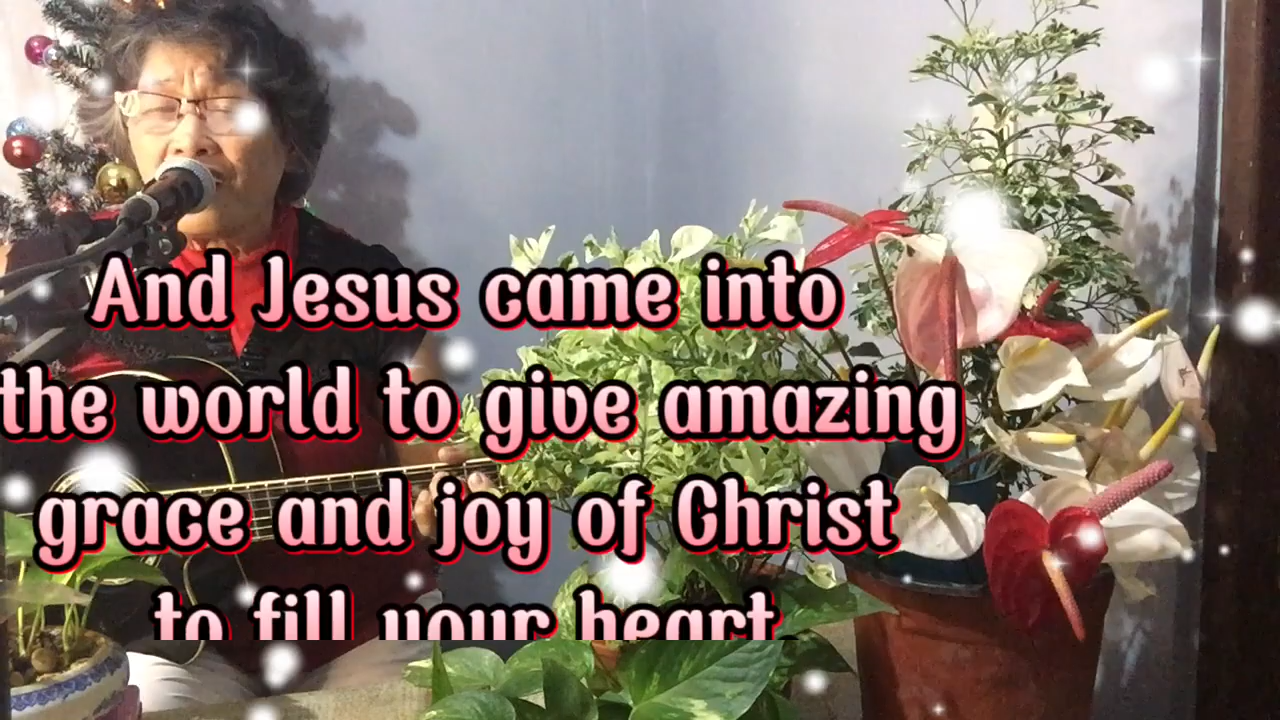 And Jesus came into
the world to give amazing
grace and joy of Christ
to fill your heart.